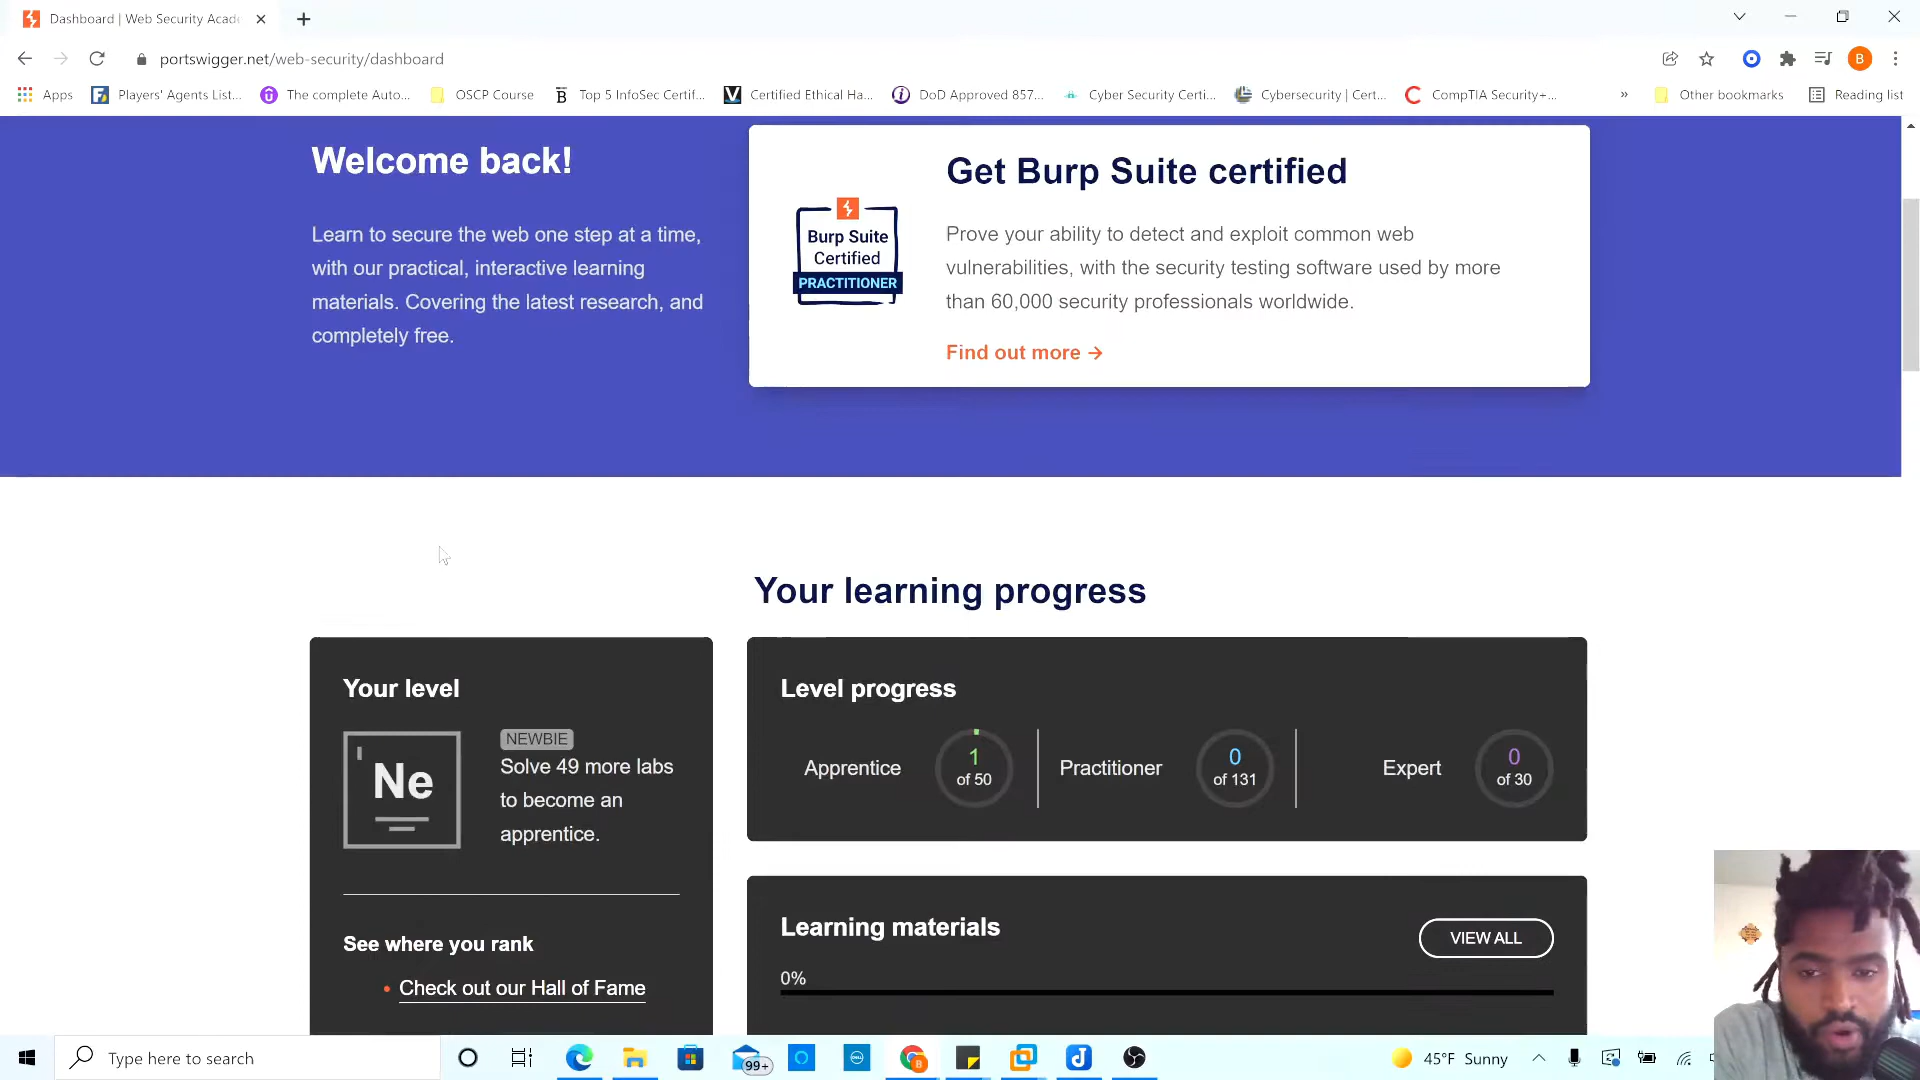 Dashboard | Web Security Acade
portswigger.net/web-security/dashboard
B
Apps
Players' Agents List...
The complete Auto...
OSCP Course
Top 5 InfoSec Certif...
Certified Ethical Ha...
DoD Approved 857...
Cyber Security Certi...
Cybersecurity | Cert...
CompTIA Security+...
»
Other bookmarks
Reading list
Welcome back!
Learn to secure the web one step at a time,
with our practical, interactive learning
materials. Covering the latest research, and
completely free.
Burp Suite
Certified
PRACTITIONER
Get Burp Suite certified
Prove your ability to detect and exploit common web
vulnerabilities, with the security testing software used by more
than 60,000 security professionals worldwide.
Find out more →
Your learning progress
Your level
Ne
NEWBIE
Solve 49 more labs
to become an
apprentice.
See where you rank
• Check out our Hall of Fame
Level progress
Apprentice
1
of 50
Practitioner
0
of 131
Expert
0
of 30
Learning materials
VIEW ALL
0%
Type here to search
99+
DELL
B
45°F Sunny